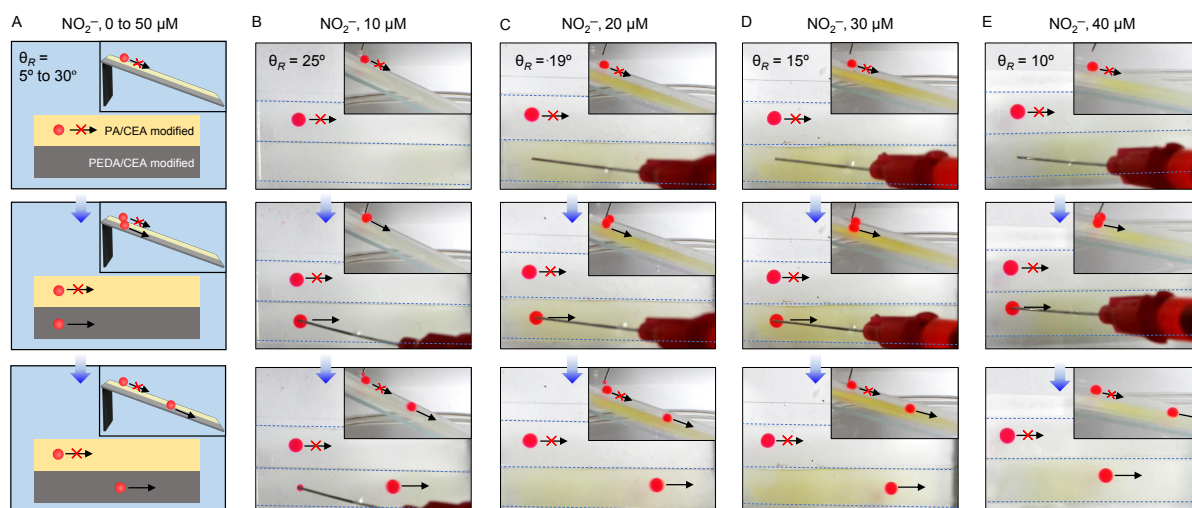 A
NO₂⁻, 0 to 50 μM
θR =
5º to 30º
PA/CEA modified
PEDA/CEA modified
B
NO₂⁻, 10 μM
θR = 25º
C
NO₂⁻, 20 μM
θR = 19º
D
NO₂⁻, 30 μM
θR = 15º
E
NO₂⁻, 40 μM
θR = 10º